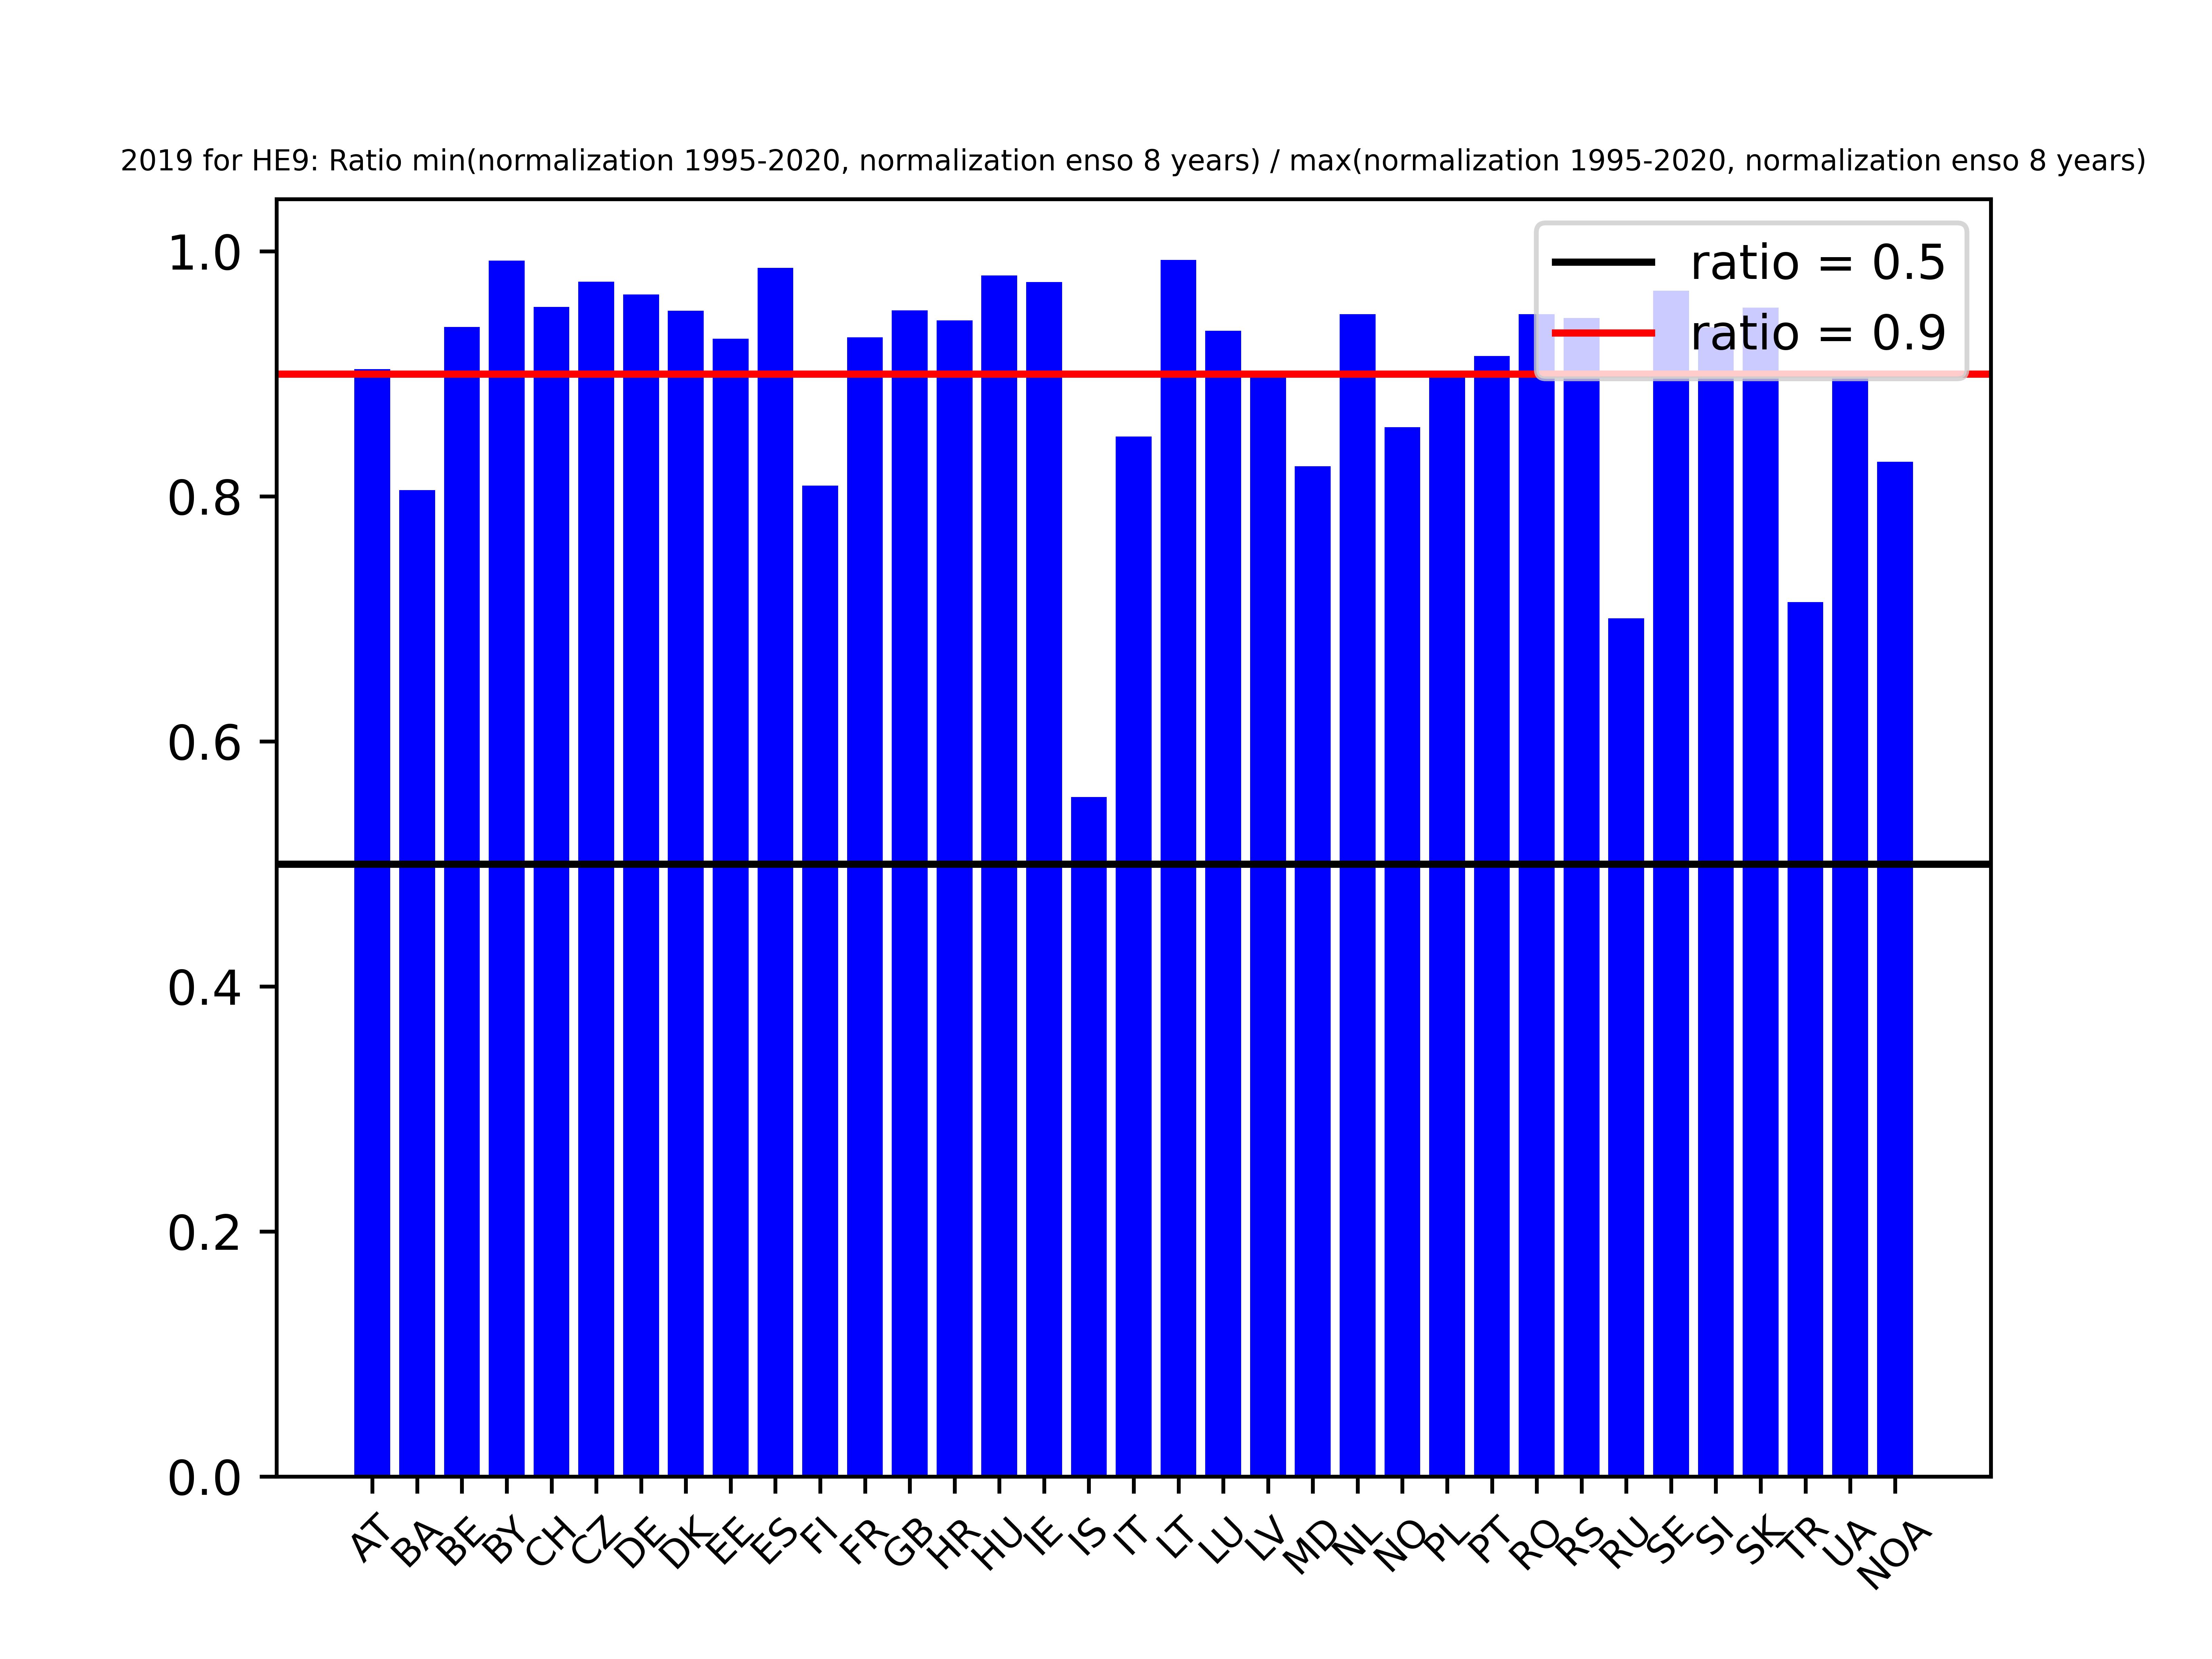 2019 for HE9: Ratio min(normalization 1995-2020, normalization enso 8 years) / max(normalization 1995-2020, normalization enso 8 years)
ratio = 0.5
ratio = 0.9
1.0
0.8
0.6
0.4
0.2
0.0
AT BA BE BY CH CZ DE DK EE ES FI FR GB HR HU IE IS IT LT LU LV MD NL NO PL PT RO RS RU SE SI SK TR UA NOA